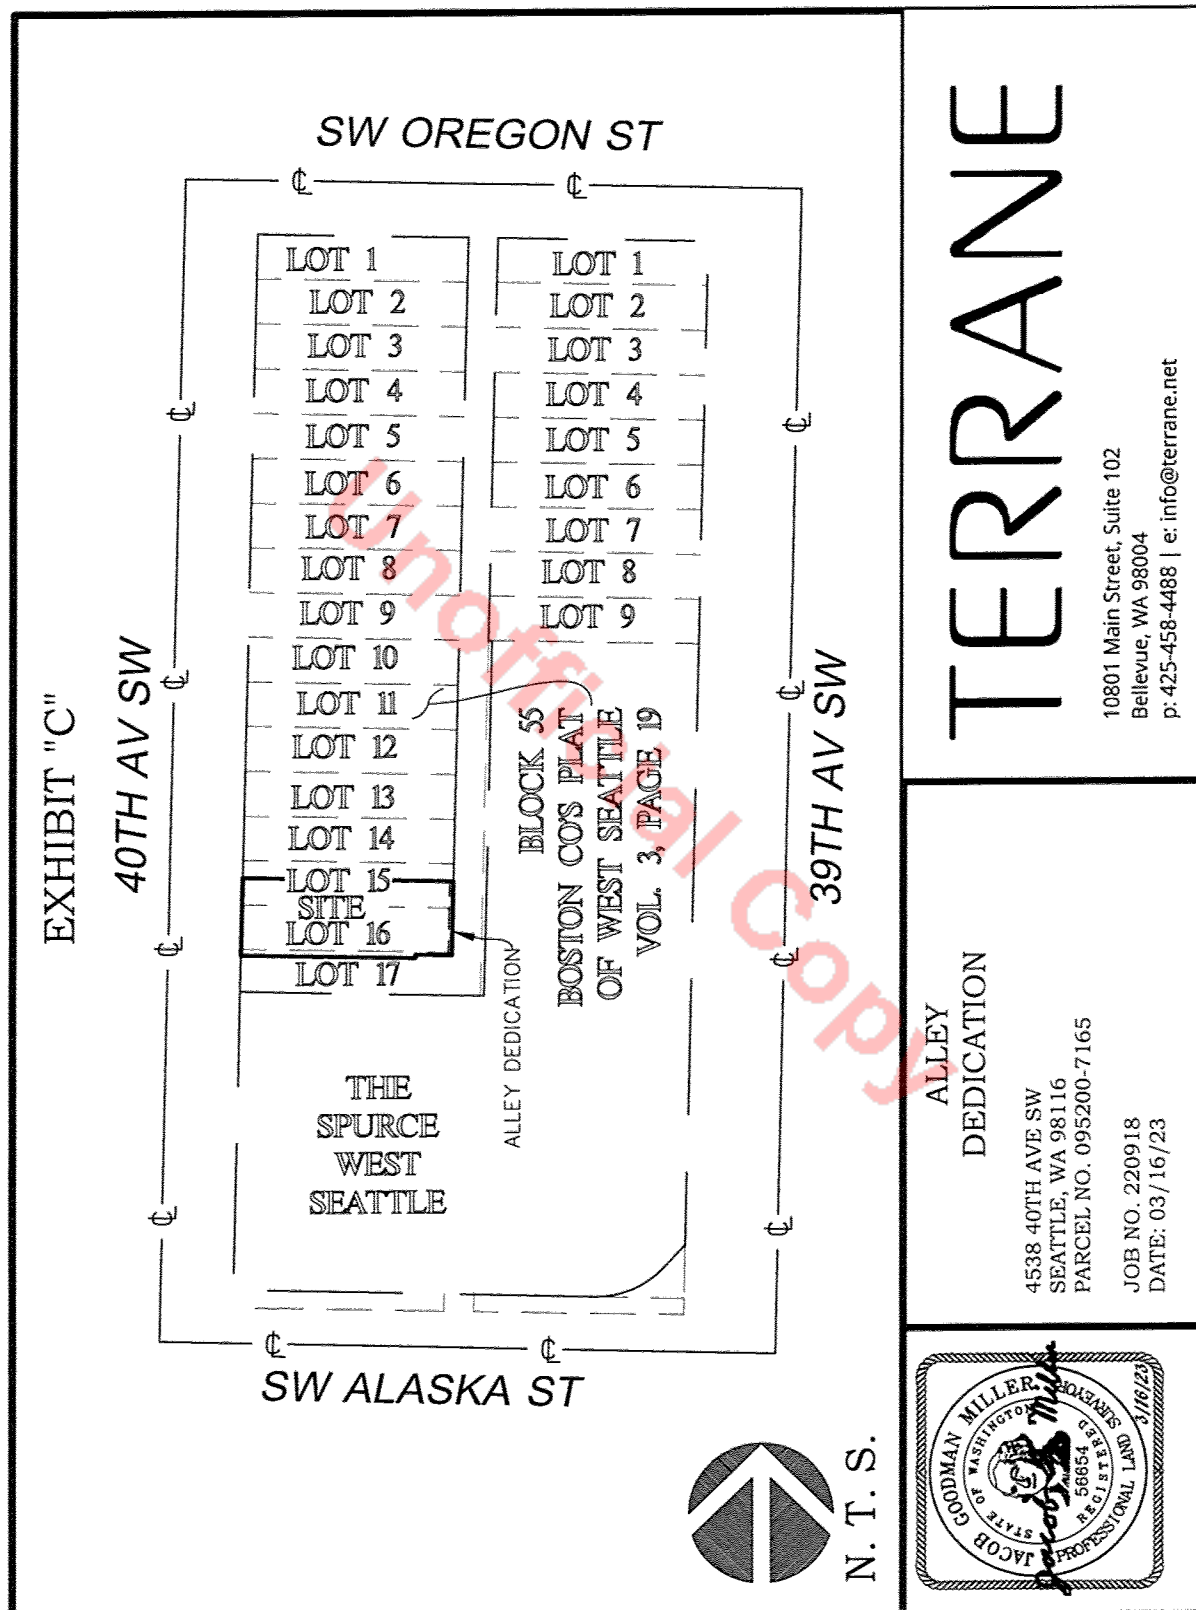 EXHIBIT "C"
SW OREGON ST
40TH AV SW
39TH AV SW
SW ALASKA ST
LOT 1
LOT 2
LOT 3
LOT 4
LOT 5
LOT 6
LOT 7
LOT 8
LOT 9
LOT 10
LOT 11
LOT 12
LOT 13
LOT 14
LOT 15
SITE
LOT 16
LOT 17
LOT 1
LOT 2
LOT 3
LOT 4
LOT 5
LOT 6
LOT 7
LOT 8
LOT 9
BLOCK 55
BOSTON CO'S PLAT
OF WEST SEATTLE
VOL. 3, PAGE 19
ALLEY DEDICATION
THE
SPURCE
WEST
SEATTLE
N. T. S.
Unofficial Copy
TERRANE
10801 Main Street, Suite 102
Bellevue, WA 98004
p: 425-458-4488 | e: info@terrane.net
ALLEY
DEDICATION
4538 40TH AVE SW
SEATTLE, WA 98116
PARCEL NO. 095200-7165
JOB NO. 220918
DATE: 03/16/23
JACOB GOODMAN MILLER
STATE OF WASHINGTON
56654
REGISTERED
PROFESSIONAL LAND SURVEYOR
Jacob Miller
3/16/23